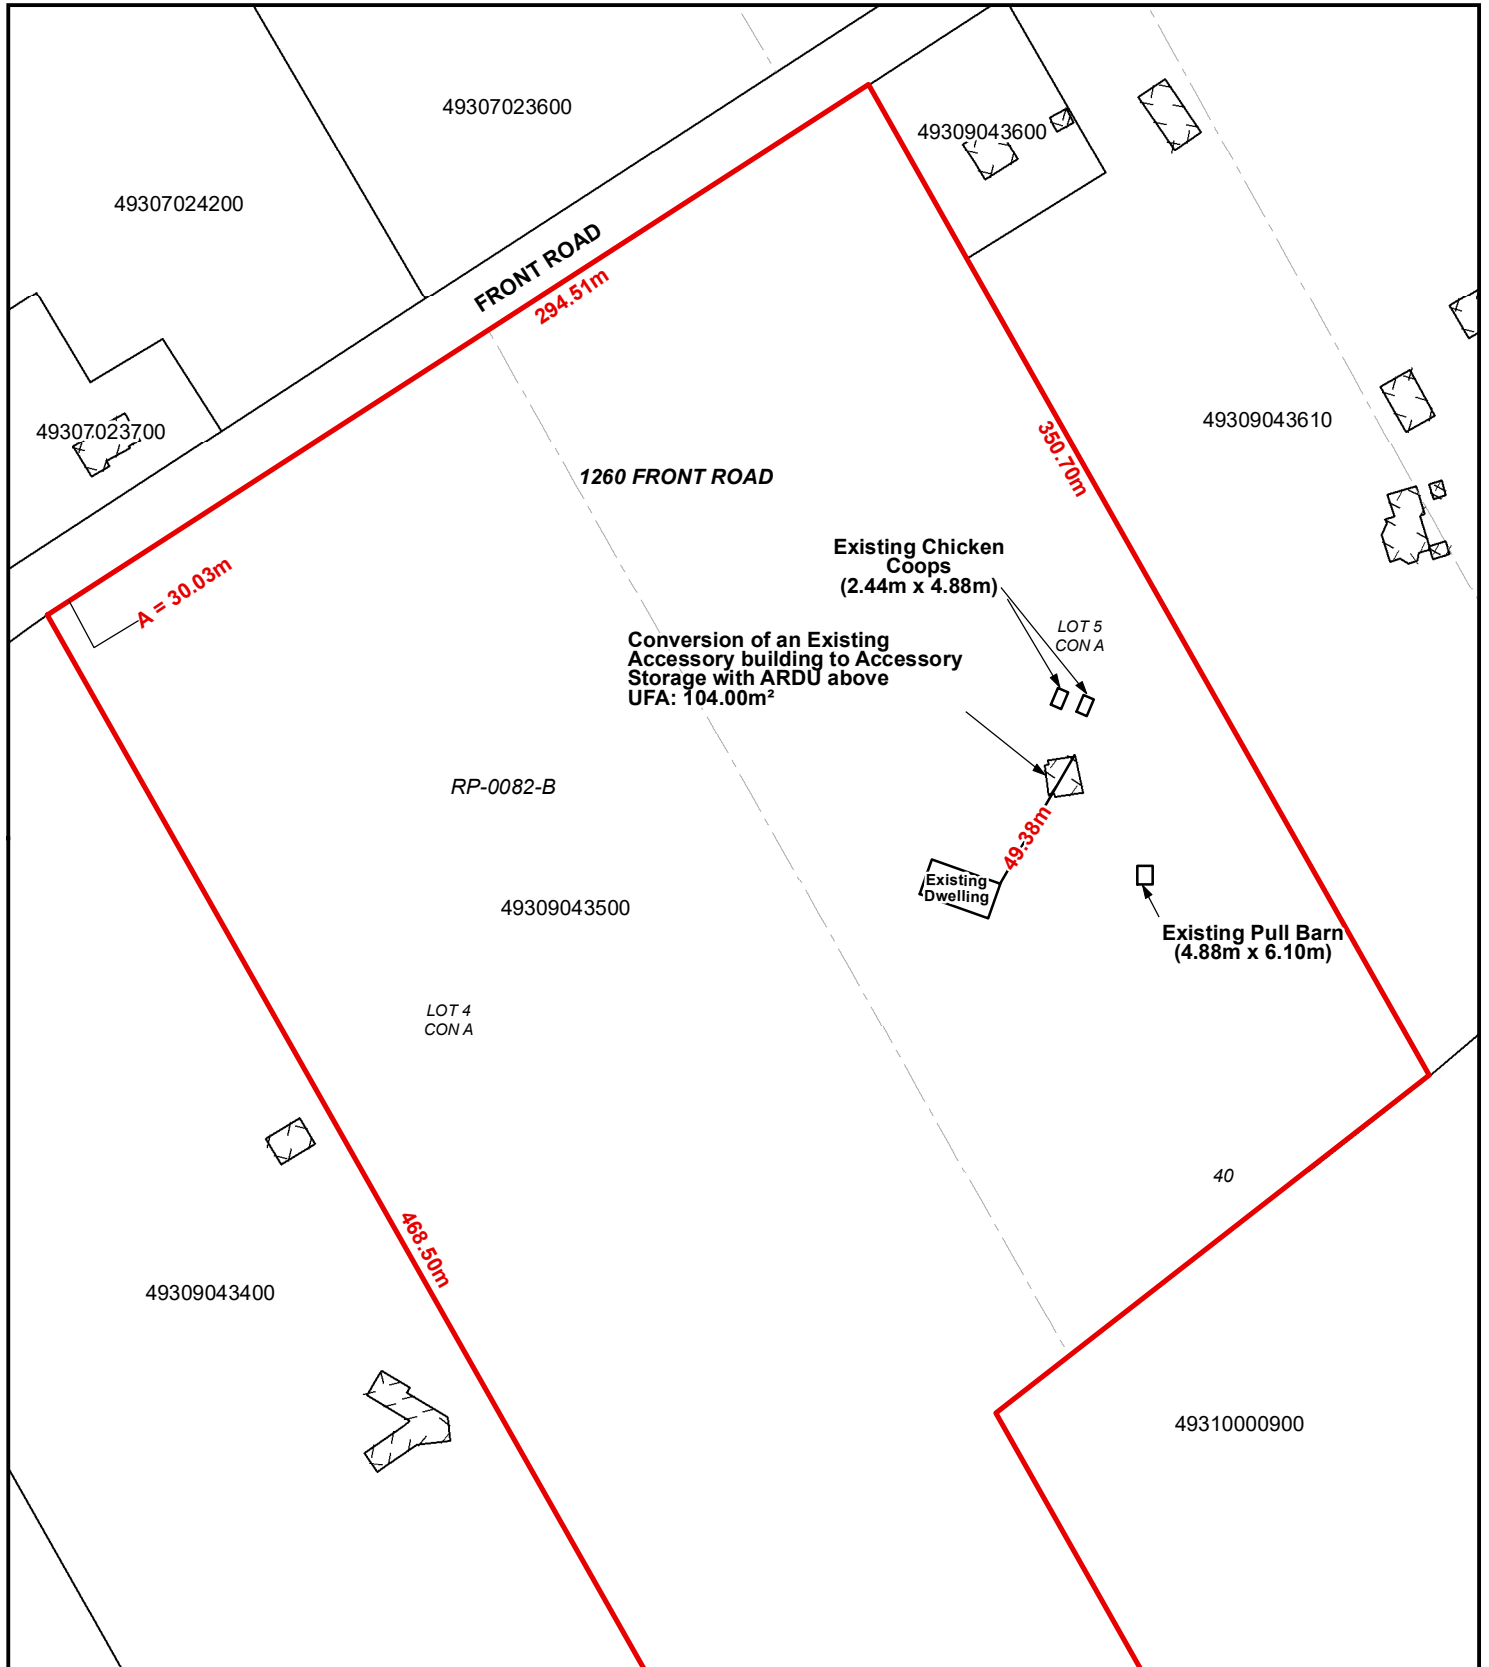 49307023600
49309043600
49307024200
FRONT ROAD
294.51m
49307023700
49309043610
350.70m
1260 FRONT ROAD
Existing Chicken
Coops
(2.44m x 4.88m)
A = 30.03m
LOT 5
CON A
Conversion of an Existing
Accessory building to Accessory
Storage with ARDU above
UFA: 104.00m²
RP-0082-B
49.38m
Existing
Dwelling
49309043500
Existing Pull Barn
(4.88m x 6.10m)
LOT 4
CON A
40
468.50m
49309043400
49310000900